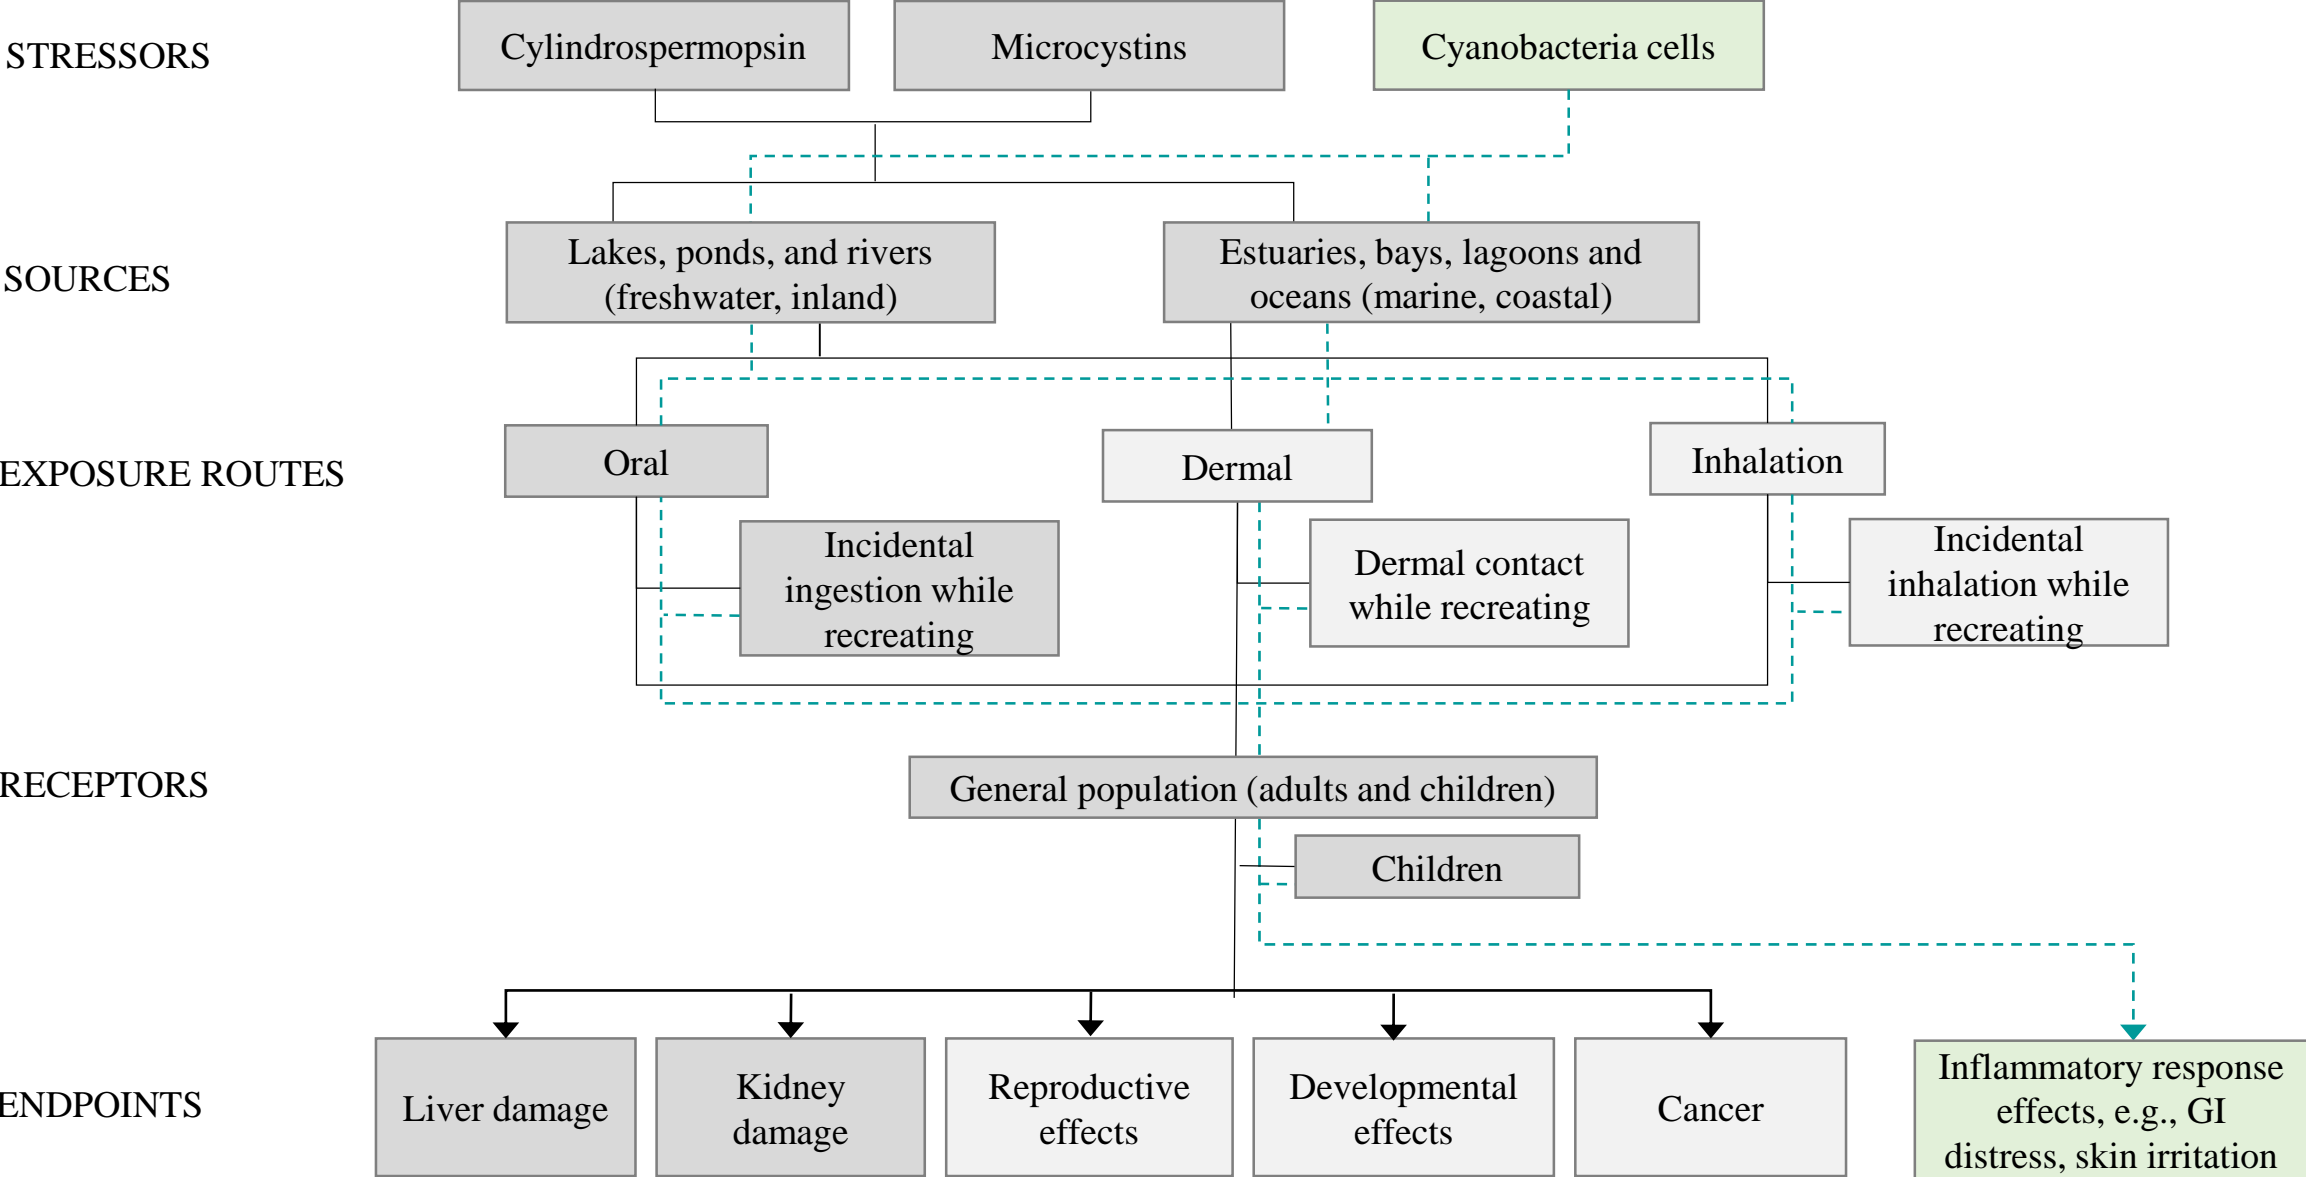 STRESSORS
Cylindrospermopsin
Microcystins
Cyanobacteria cells
SOURCES
Lakes, ponds, and rivers
(freshwater, inland)
Estuaries, bays, lagoons and
oceans (marine, coastal)
EXPOSURE ROUTES
Oral
Dermal
Inhalation
Incidental
ingestion while
recreating
Dermal contact
while recreating
Incidental
inhalation while
recreating
RECEPTORS
General population (adults and children)
Children
ENDPOINTS
Liver damage
Kidney
damage
Reproductive
effects
Developmental
effects
Cancer
Inflammatory response
effects, e.g., GI
distress, skin irritation